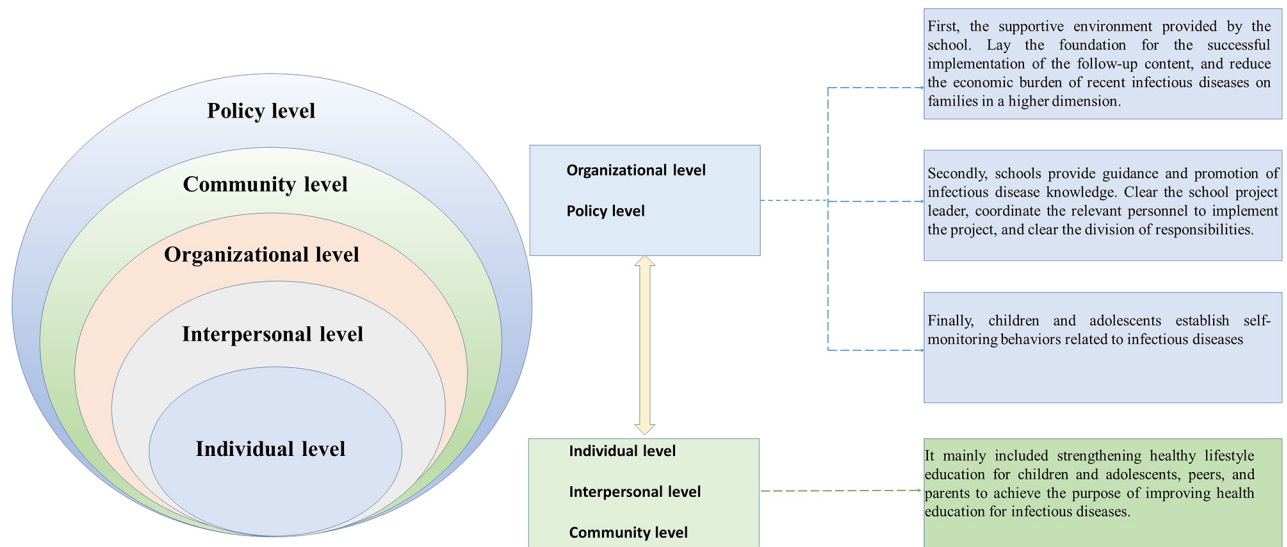 Policy level
Community level
Organizational level
Interpersonal level
Individual level
Organizational level
Policy level
Individual level
Interpersonal level
Community level
First, the supportive environment provided by the
school. Lay the foundation for the successful
implementation of the follow-up content, and reduce
the economic burden of recent infectious diseases on
families in a higher dimension.
Secondly, schools provide guidance and promotion of
infectious disease knowledge. Clear the school project
leader, coordinate the relevant personnel to implement
the project, and clear the division of responsibilities.
Finally, children and adolescents establish self-
monitoring behaviors related to infectious diseases
It mainly included strengthening healthy lifestyle
education for children and adolescents, peers, and
parents to achieve the purpose of improving health
education for infectious diseases.